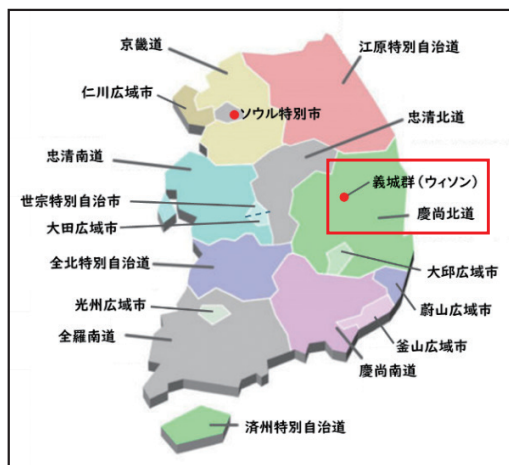 京畿道
江原特別自治道
仁川広域市
ソウル特別市
忠清北道
忠清南道
義城群（ウィソン）
世宗特別自治市
慶尚北道
大田広域市
全北特別自治道
大邱広域市
光州広域市
蔚山広域市
全羅南道
釜山広域市
慶尚南道
済州特別自治道